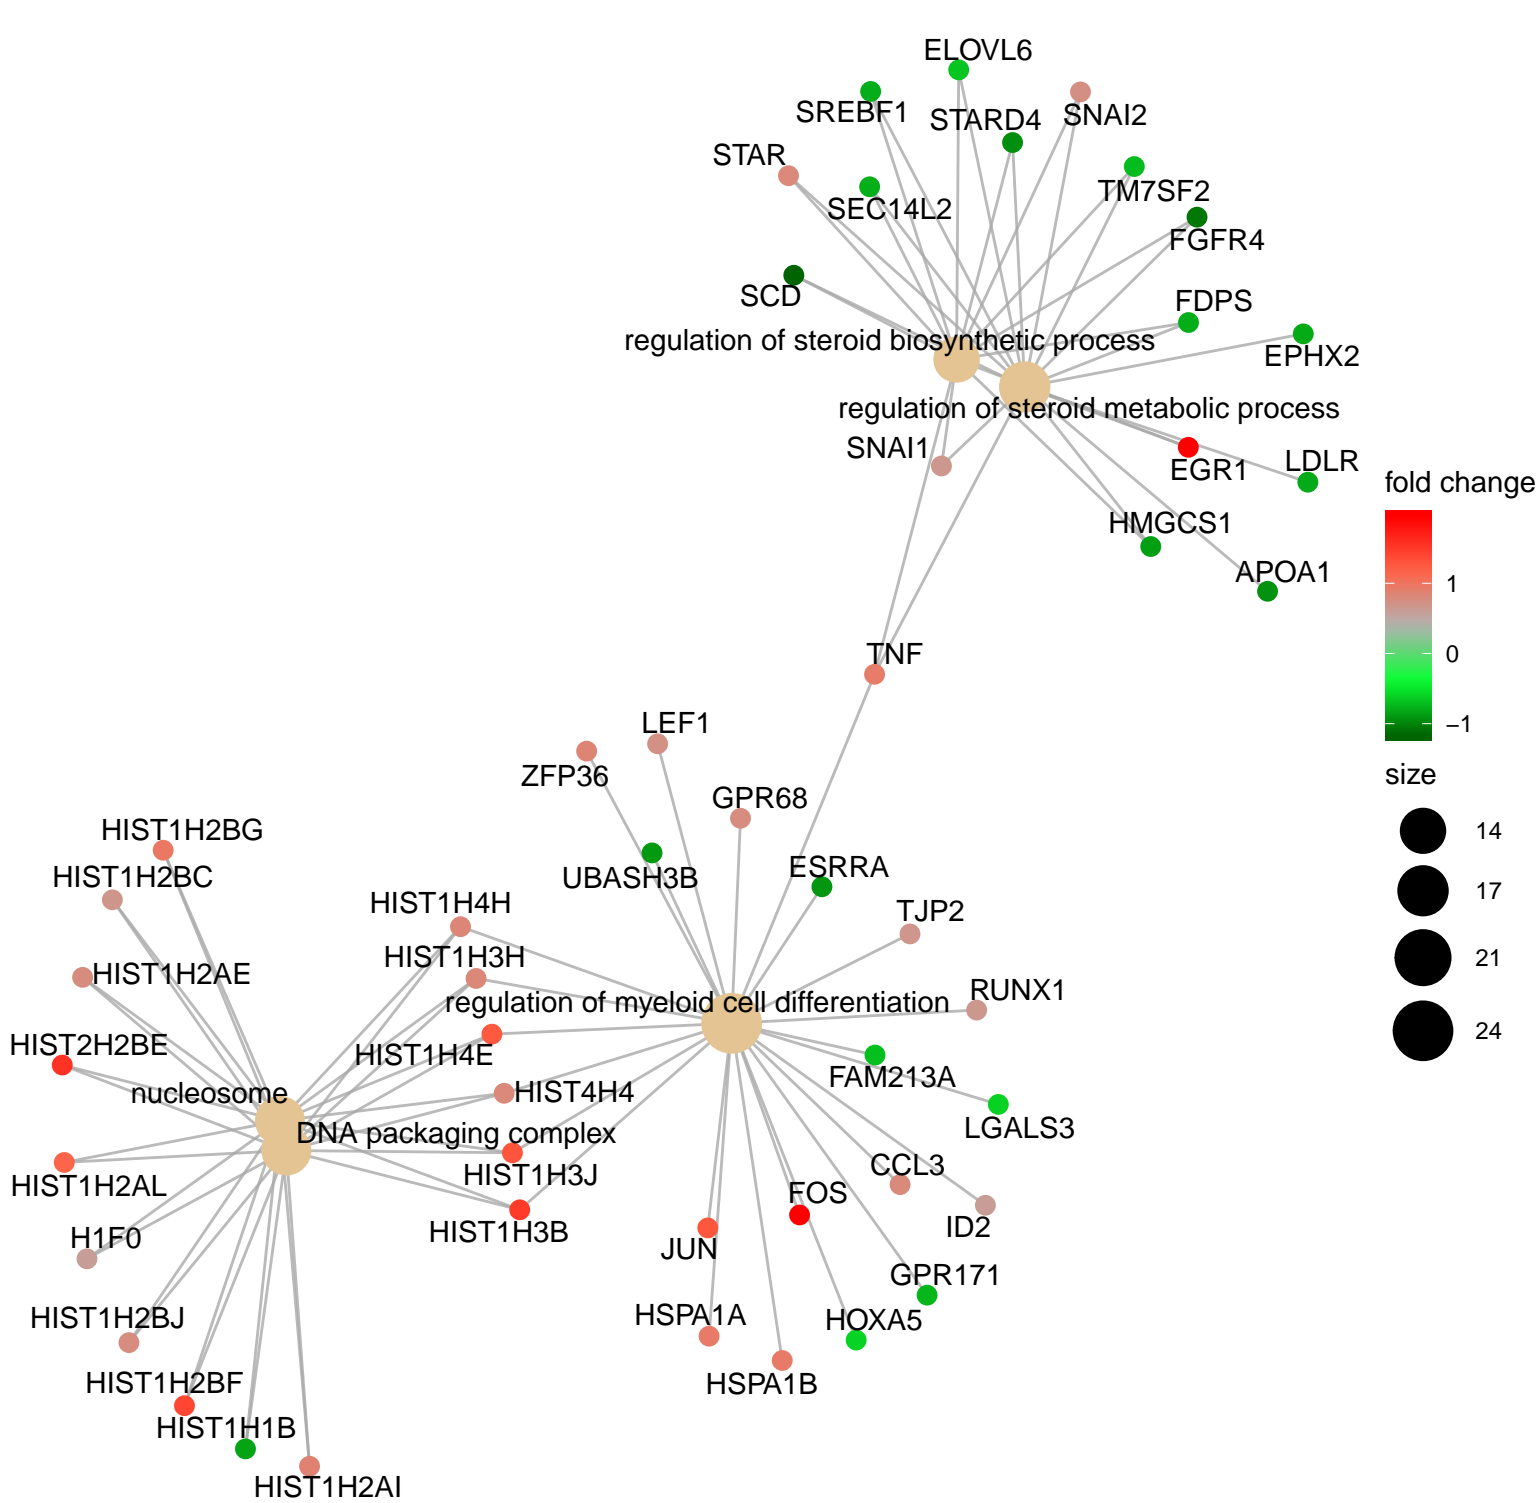 ELOVL6
SREBF1
STARD4
SNAI2
STAR
TM7SF2
SEC14L2
FGFR4
SCD
FDPS
regulation of steroid biosynthetic process
EPHX2
regulation of steroid metabolic process
SNAI1
EGR1
LDLR
HMGCS1
APOA1
TNF
LEF1
ZFP36
GPR68
UBASH3B
ESRRA
TJP2
HIST1H2BG
HIST1H2BC
HIST1H4H
HIST1H3H
HIST1H2AE
regulation of myeloid cell differentiation
RUNX1
HIST2H2BE
HIST1H4E
FAM213A
nucleosome
HIST4H4
LGALS3
DNA packaging complex
HIST1H3J
CCL3
HIST1H2AL
FOS
ID2
H1F0
HIST1H3B
JUN
GPR171
HIST1H2BJ
HSPA1A
HOXA5
HIST1H2BF
HSPA1B
HIST1H1B
HIST1H2AI
fold change
1
0
−1
size
14
17
21
24